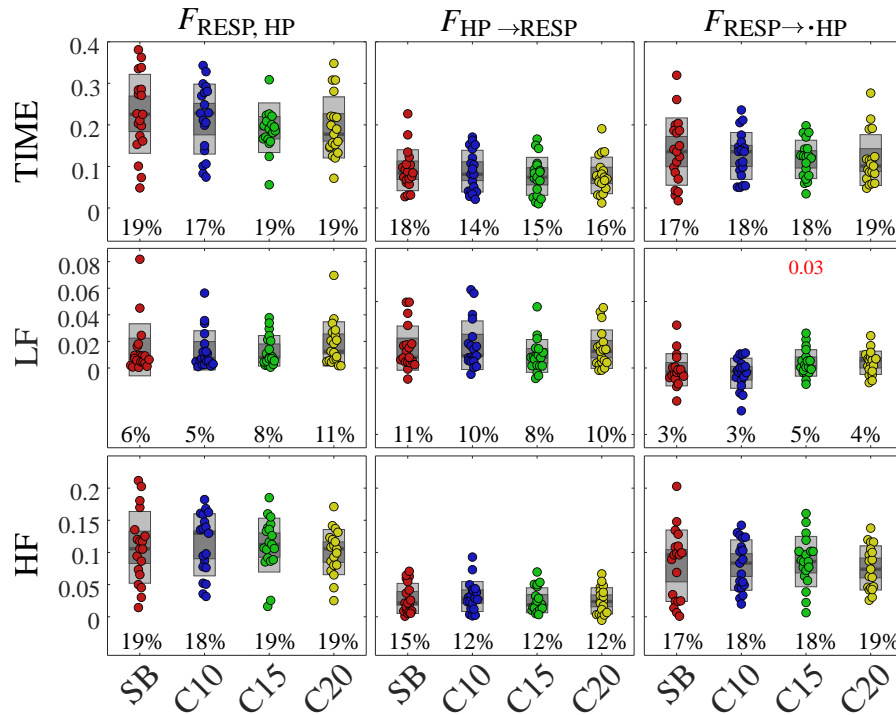 F_RESP, HP F_HP →RESP F_RESP→·HP
TIME
0.4
0.3
0.2
0.1
0
19% 17% 19% 19% 18% 14% 15% 16% 17% 18% 18% 19%
LF
0.08
0.06
0.04
0.02
0
0.03
6% 5% 8% 11% 11% 10% 8% 10% 3% 3% 5% 4%
HF
0.2
0.15
0.1
0.05
0
19% 18% 19% 19% 15% 12% 12% 12% 17% 18% 18% 19%
SB C10 C15 C20 SB C10 C15 C20 SB C10 C15 C20